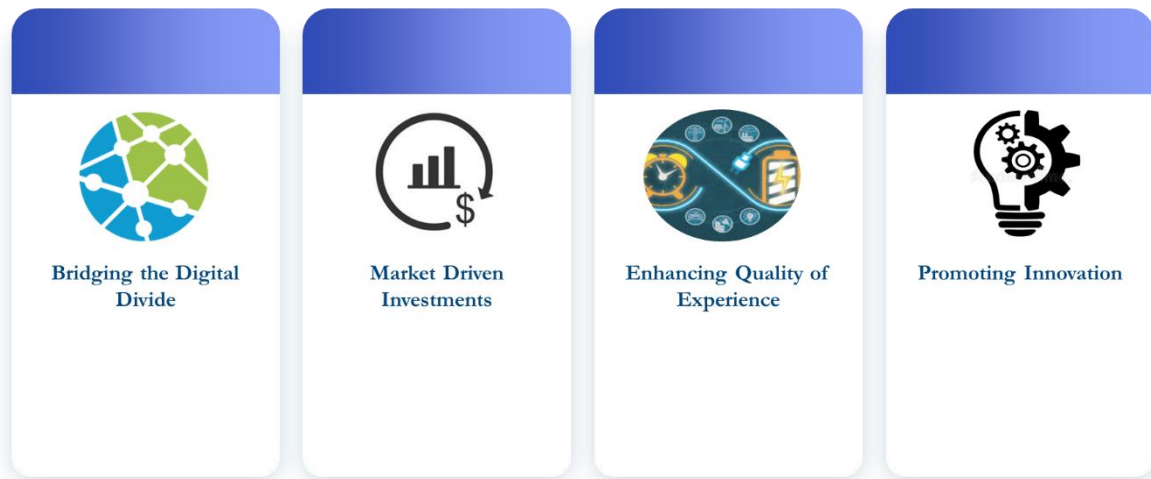 Bridging the Digital
Divide
$
Market Driven
Investments
Enhancing Quality of
Experience
Promoting Innovation